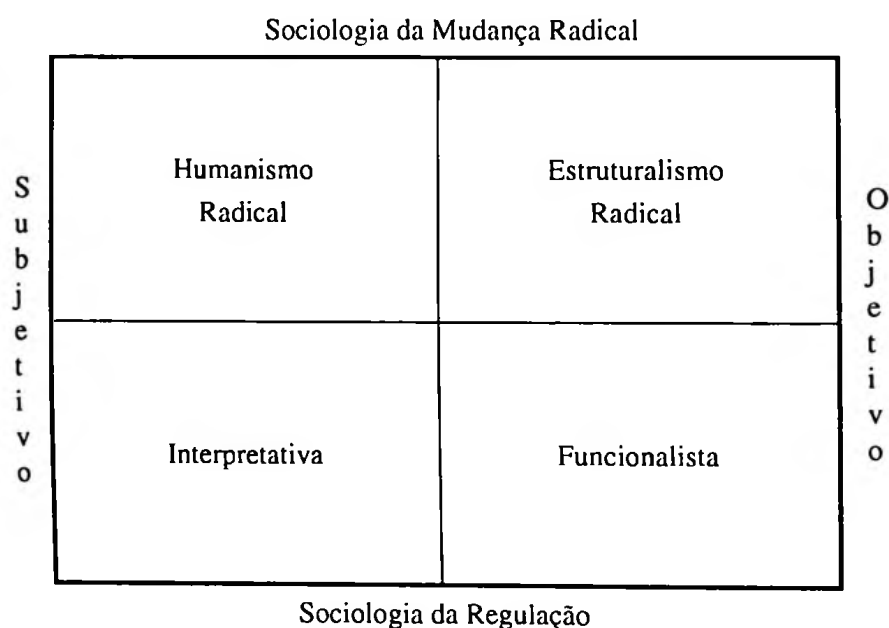 Sociologia da Mudança Radical
Subjetivo
Humanismo
Radical
Estruturalismo
Radical
Objetivo
Interpretativa
Funcionalista
Sociologia da Regulação